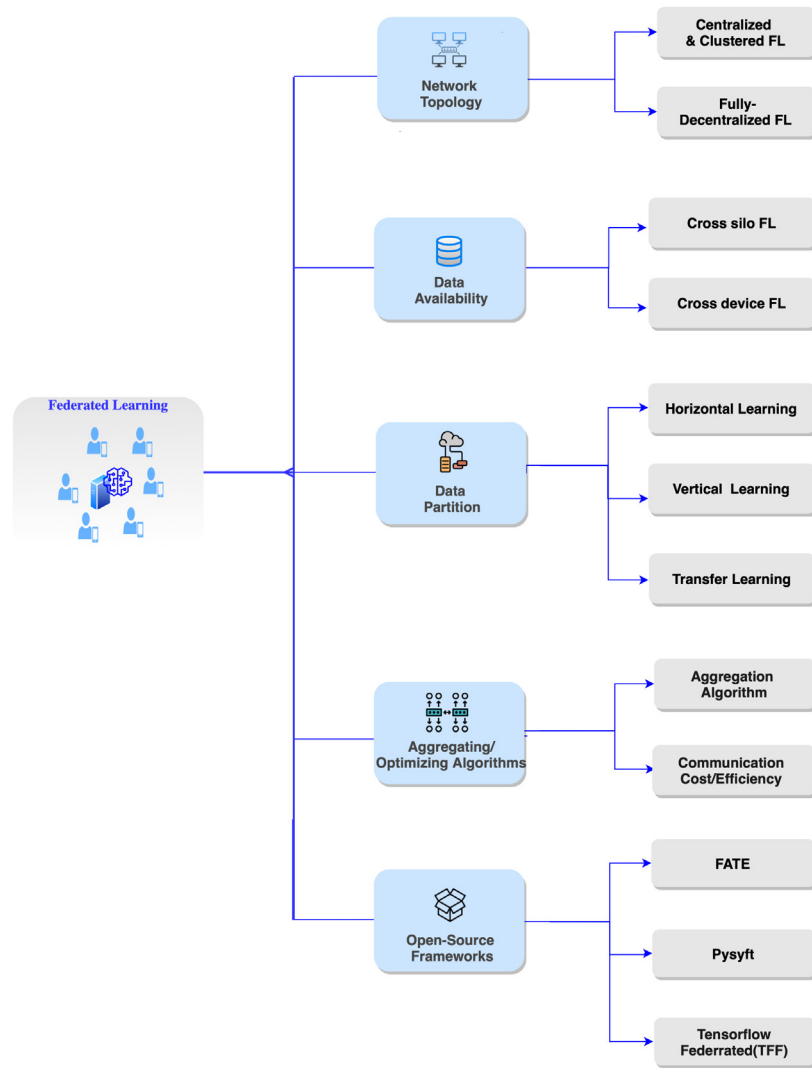 Federated Learning
Network
Topology
Centralized
& Clustered FL
Fully-
Decentralized FL
Data
Availability
Cross silo FL
Cross device FL
Data
Partition
Horizontal Learning
Vertical Learning
Transfer Learning
Aggregating/
Optimizing Algorithms
Aggregation
Algorithm
Communication
Cost/Efficiency
Open-Source
Frameworks
FATE
Pysyft
Tensorflow
Federrated(TFF)